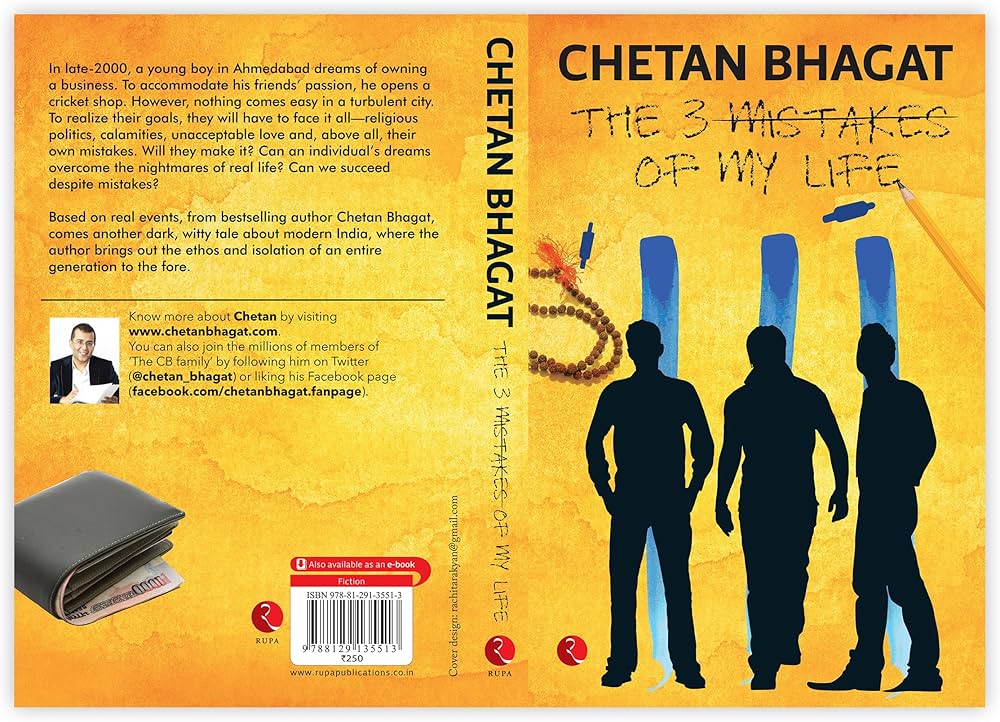 In late-2000, a young boy in Ahmedabad dreams of owning
a business. To accommodate his friends’ passion, he opens a
cricket shop. However, nothing comes easy in a turbulent city.
To realize their goals, they will have to face it all—religious
politics, calamities, unacceptable love and, above all, their
own mistakes. Will they make it? Can an individual’s dreams
overcome the nightmares of real life? Can we succeed
despite mistakes?
Based on real events, from bestselling author Chetan Bhagat,
comes another dark, witty tale about modern India, where the
author brings out the ethos and isolation of an entire
generation to the fore.
Know more about Chetan by visiting
www.chetanbhagat.com.
You can also join the millions of members of
‘The CB family’ by following him on Twitter
(@chetan_bhagat) or liking his Facebook page
(facebook.com/chetanbhagat.fanpage).
Also available as an e-book
Fiction
ISBN 978-81-291-3551-3
9 788129 135513
₹250
www.rupapublications.co.in
RUPA
Cover design: rachitarakyan@gmail.com
CHETAN BHAGAT
THE 3 MISTAKES OF MY LIFE
RUPA
CHETAN BHAGAT
THE 3 MISTAKES
OF MY LIFE